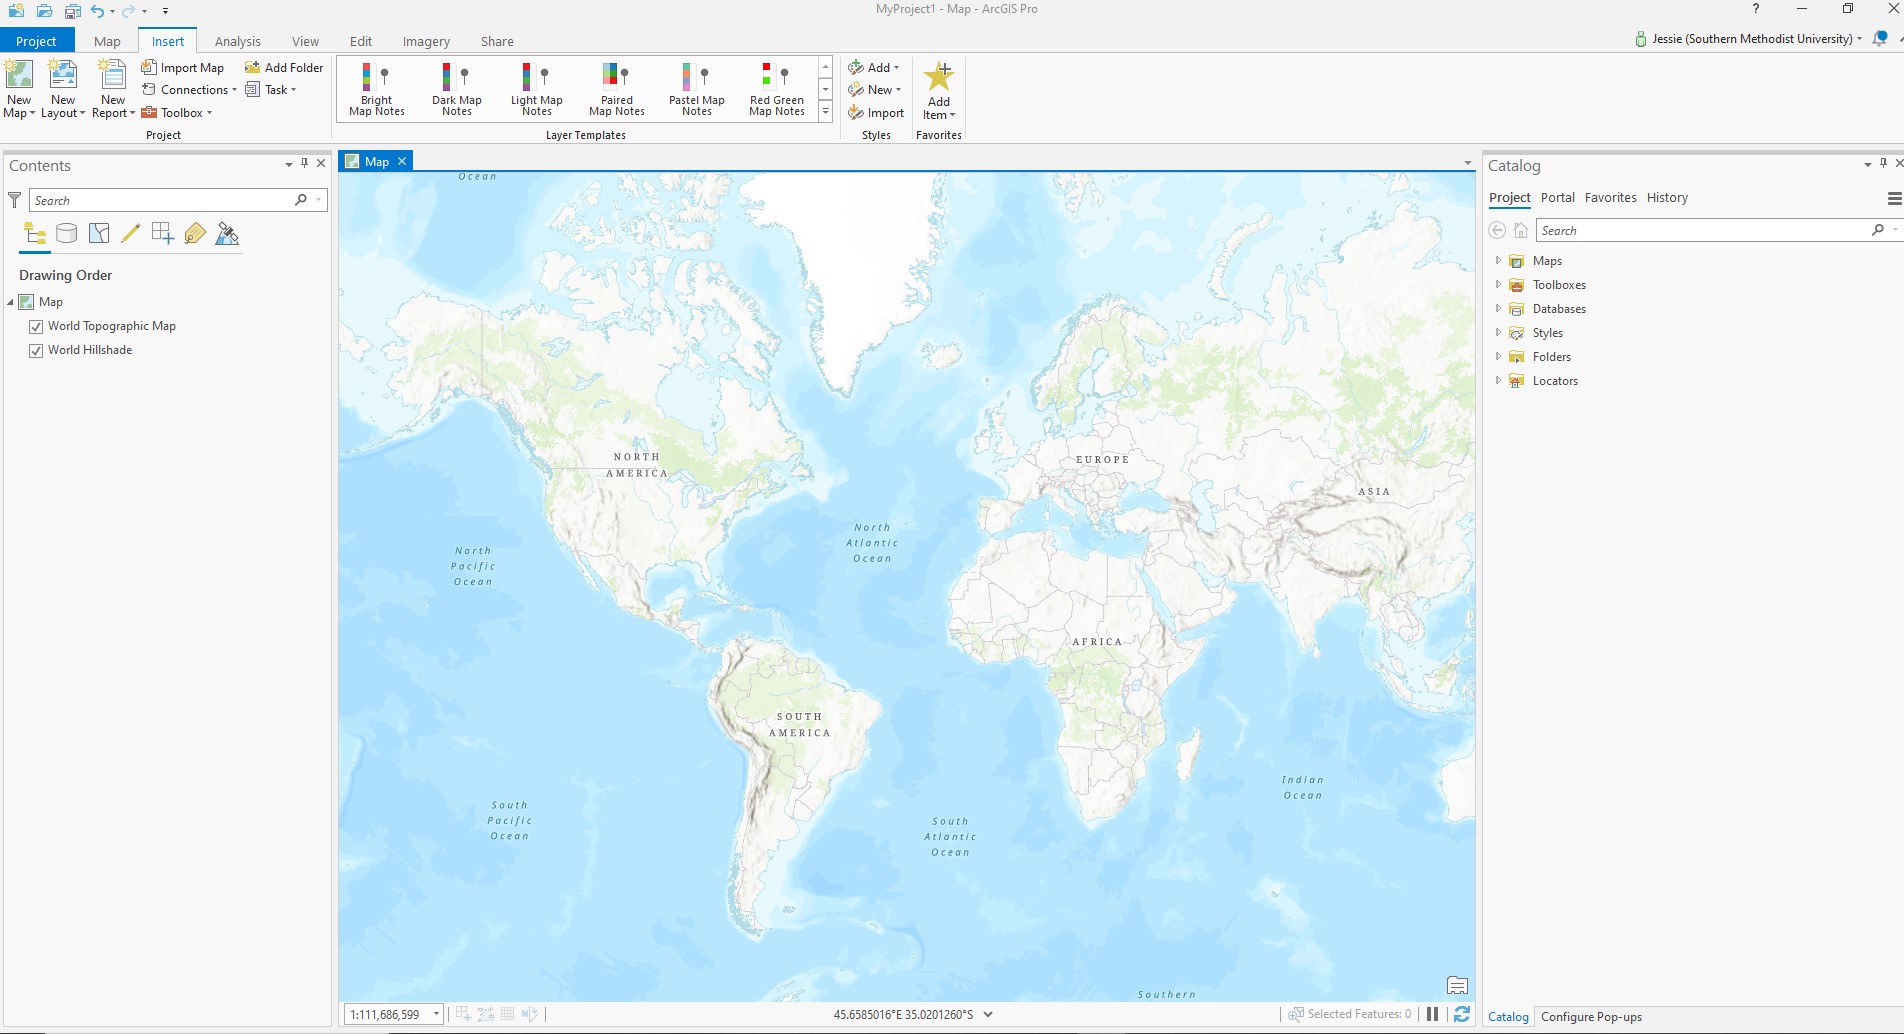 MyProject1 - Map - ArcGIS Pro
?
Project Map Insert Analysis View Edit Imagery Share
Jessie (Southern Methodist University)
New Map
New Layout
New Report
Import Map
Connections
Toolbox
Add Folder
Task
Project
Bright Map Notes
Dark Map Notes
Light Map Notes
Paired Map Notes
Pastel Map Notes
Red Green Map Notes
Layer Templates
Add
New
Import
Styles
Add Item
Favorites
Contents
Search
Drawing Order
Map
World Topographic Map
World Hillshade
Map
Ocean
NORTH
AMERICA
EUROPE
ASIA
North
Atlantic
Ocean
North
Pacific
Ocean
AFRICA
SOUTH
AMERICA
Indian
Ocean
South
Pacific
Ocean
South
Atlantic
Ocean
Southern
1:111,686,599
45.6585016°E 35.0201260°S
Selected Features: 0
Catalog
Project Portal Favorites History
Search
Maps
Toolboxes
Databases
Styles
Folders
Locators
Catalog Configure Pop-ups